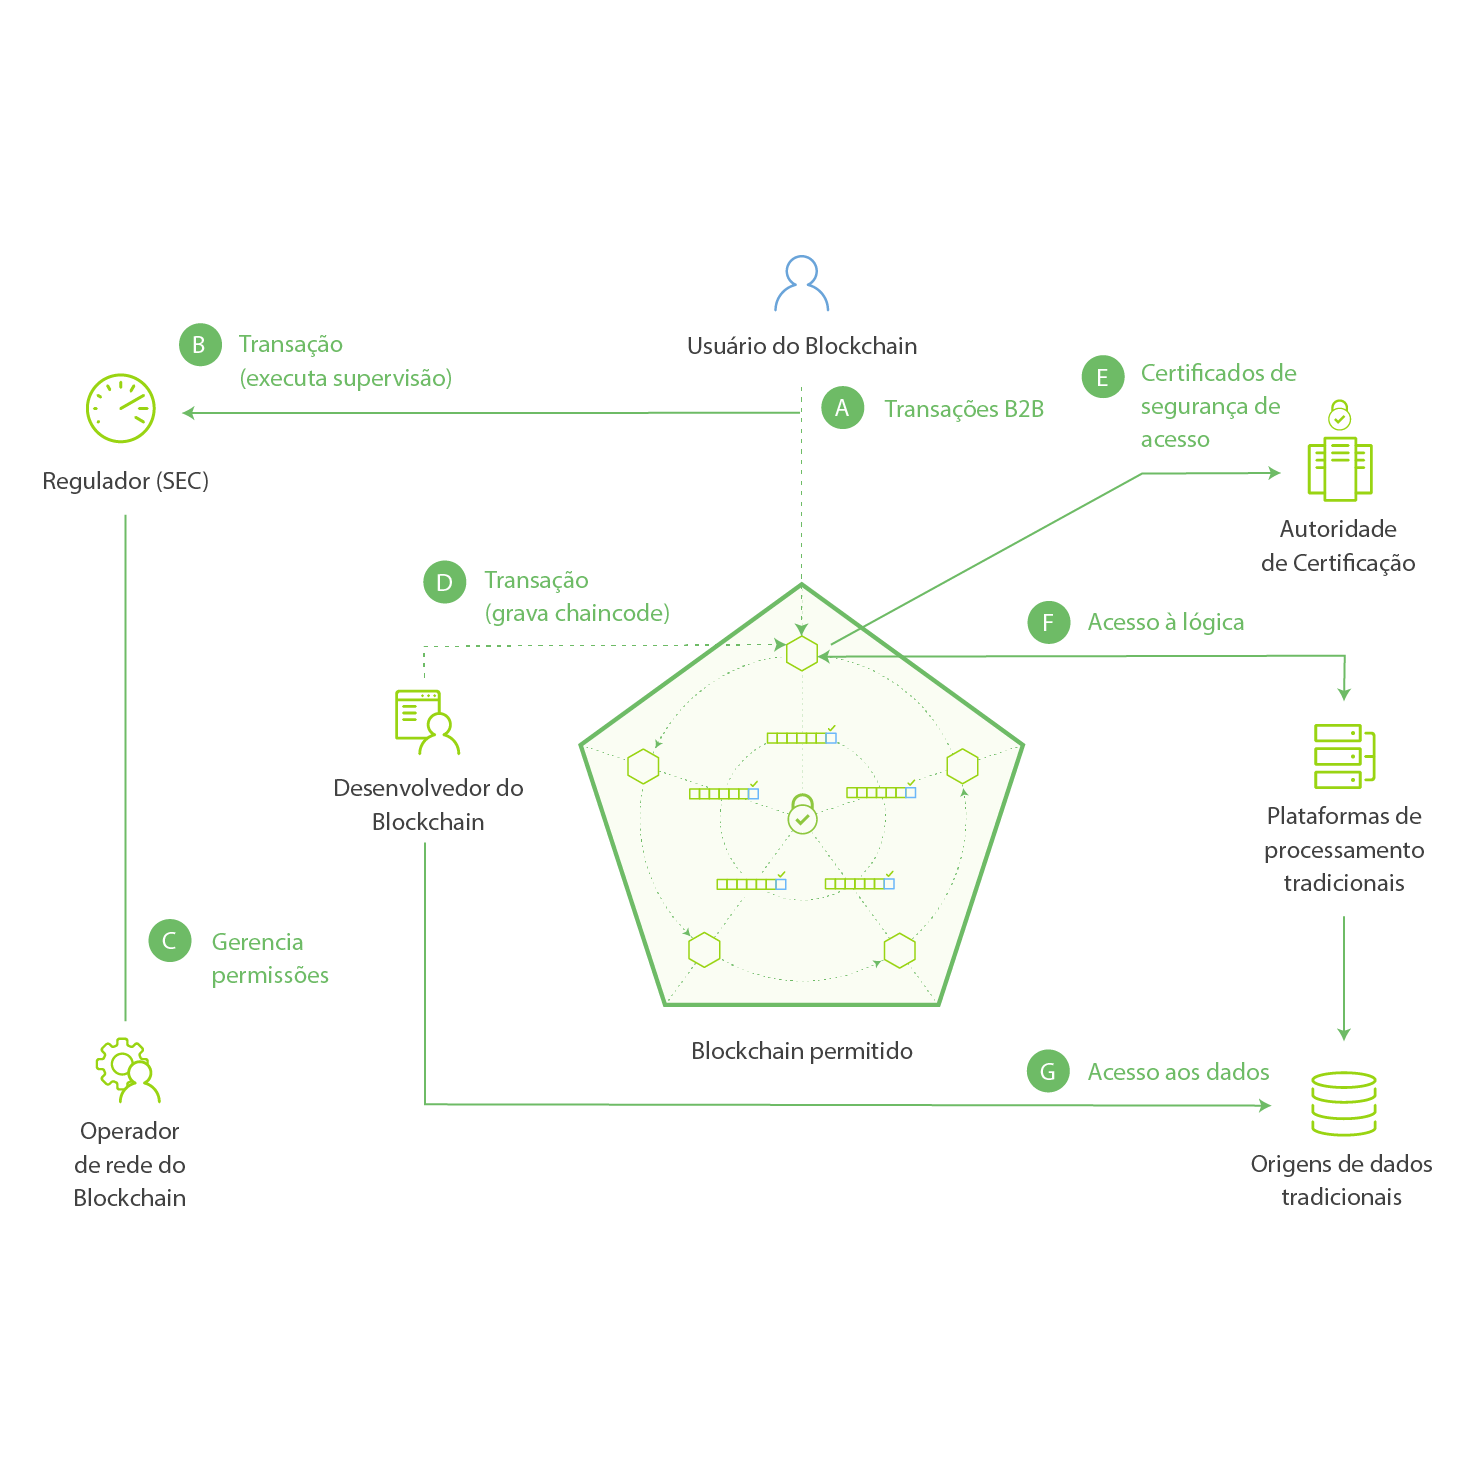 Usuário do Blockchain
B
Transação
(executa supervisão)
A
Transações B2B
E
Certificados de
segurança de
acesso
Regulador (SEC)
Autoridade
de Certificação
D
Transação
(grava chaincode)
F
Acesso à lógica
Desenvolvedor do
Blockchain
Plataformas de
processamento
tradicionais
C
Gerencia
permissões
Blockchain permitido
G
Acesso aos dados
Operador
de rede do
Blockchain
Origens de dados
tradicionais